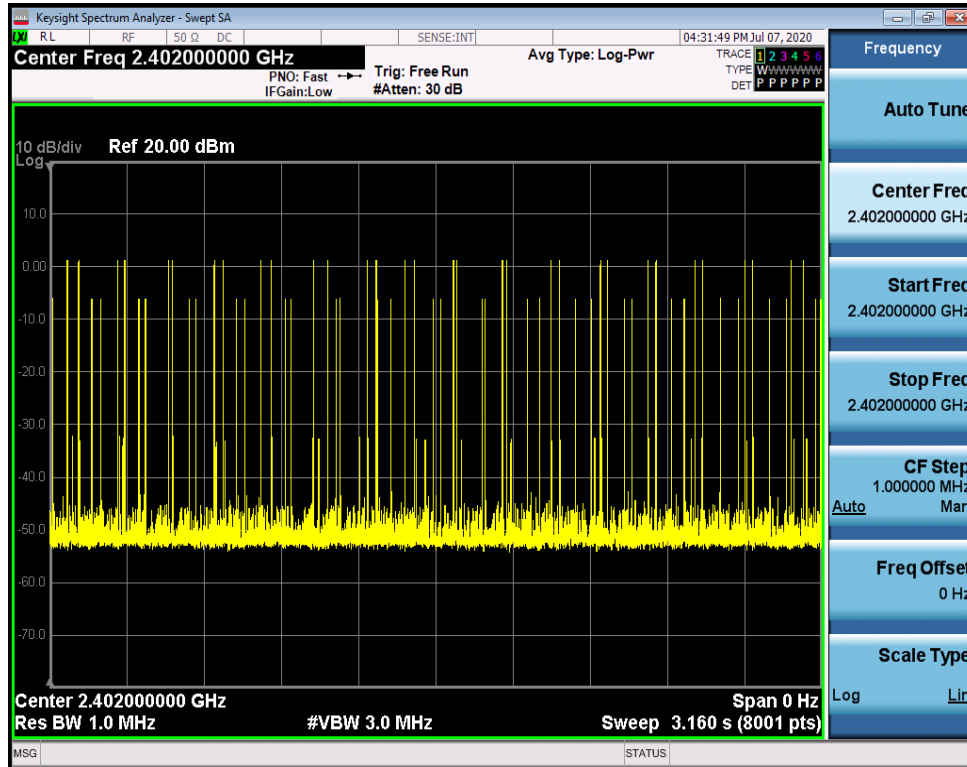 Keysight Spectrum Analyzer - Swept SA
LXI RL RF 50 Ω DC SENSE:INT 04:31:49 PM Jul 07, 2020
Center Freq 2.402000000 GHz
PNO: Fast
IFGain:Low
Trig: Free Run
#Atten: 30 dB
Avg Type: Log-Pwr
TRACE 1 2 3 4 5 6
TYPE WWWWWW
DET P P P P P P
10 dB/div Ref 20.00 dBm
Log
10.0
0.00
-10.0
-20.0
-30.0
-40.0
-50.0
-60.0
-70.0
Center 2.402000000 GHz Span 0 Hz
Res BW 1.0 MHz #VBW 3.0 MHz Sweep 3.160 s (8001 pts)
MSG STATUS
Frequency
Auto Tune
Center Freq
2.402000000 GHz
Start Freq
2.402000000 GHz
Stop Freq
2.402000000 GHz
CF Step
1.000000 MHz
Auto Man
Freq Offset
0 Hz
Scale Type
Log Lin